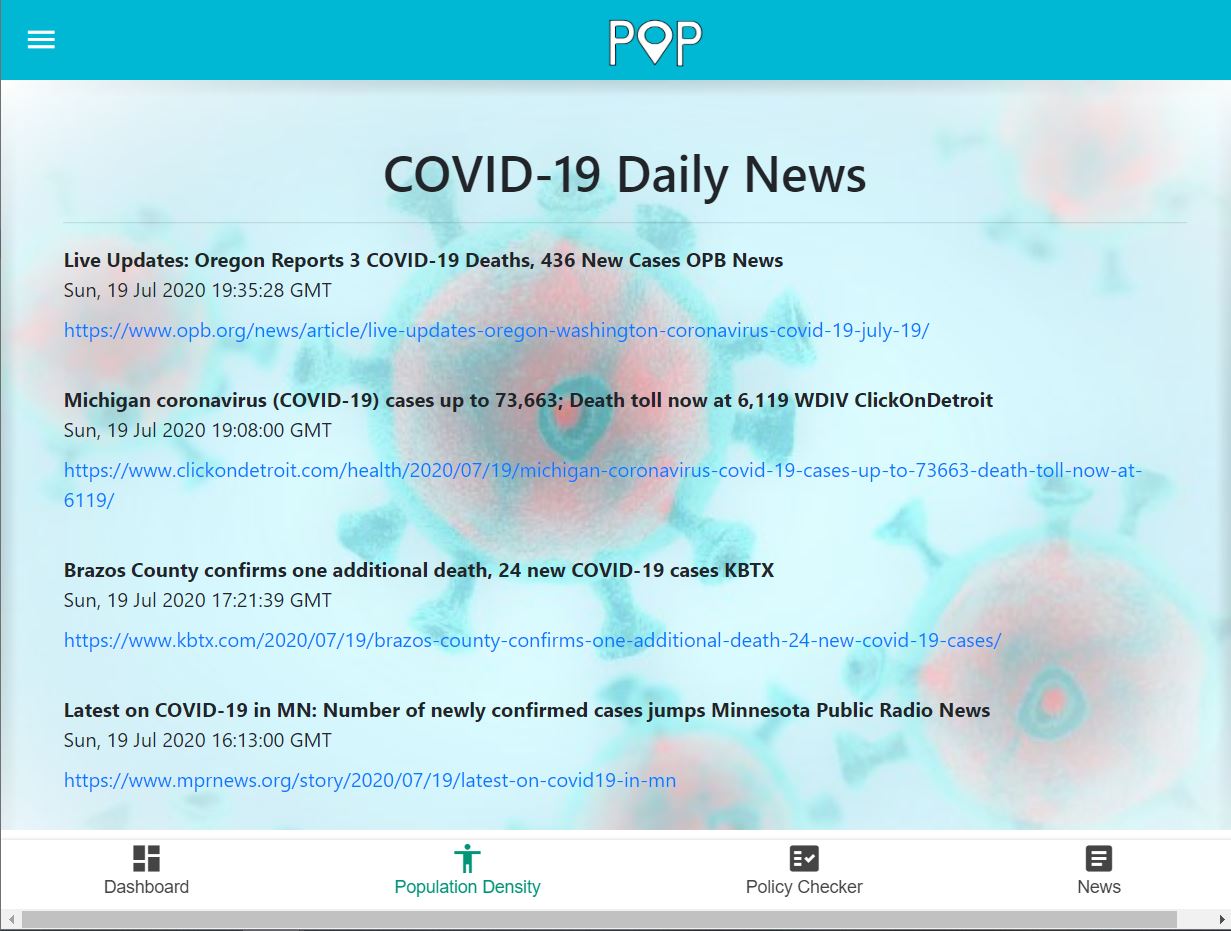 POP
COVID-19 Daily News
Live Updates: Oregon Reports 3 COVID-19 Deaths, 436 New Cases OPB News
Sun, 19 Jul 2020 19:35:28 GMT
https://www.opb.org/news/article/live-updates-oregon-washington-coronavirus-covid-19-july-19/
Michigan coronavirus (COVID-19) cases up to 73,663; Death toll now at 6,119 WDIV ClickOnDetroit
Sun, 19 Jul 2020 19:08:00 GMT
https://www.clickondetroit.com/health/2020/07/19/michigan-coronavirus-covid-19-cases-up-to-73663-death-toll-now-at-
6119/
Brazos County confirms one additional death, 24 new COVID-19 cases KBTX
Sun, 19 Jul 2020 17:21:39 GMT
https://www.kbtx.com/2020/07/19/brazos-county-confirms-one-additional-death-24-new-covid-19-cases/
Latest on COVID-19 in MN: Number of newly confirmed cases jumps Minnesota Public Radio News
Sun, 19 Jul 2020 16:13:00 GMT
https://www.mprnews.org/story/2020/07/19/latest-on-covid19-in-mn
Dashboard
Population Density
Policy Checker
News